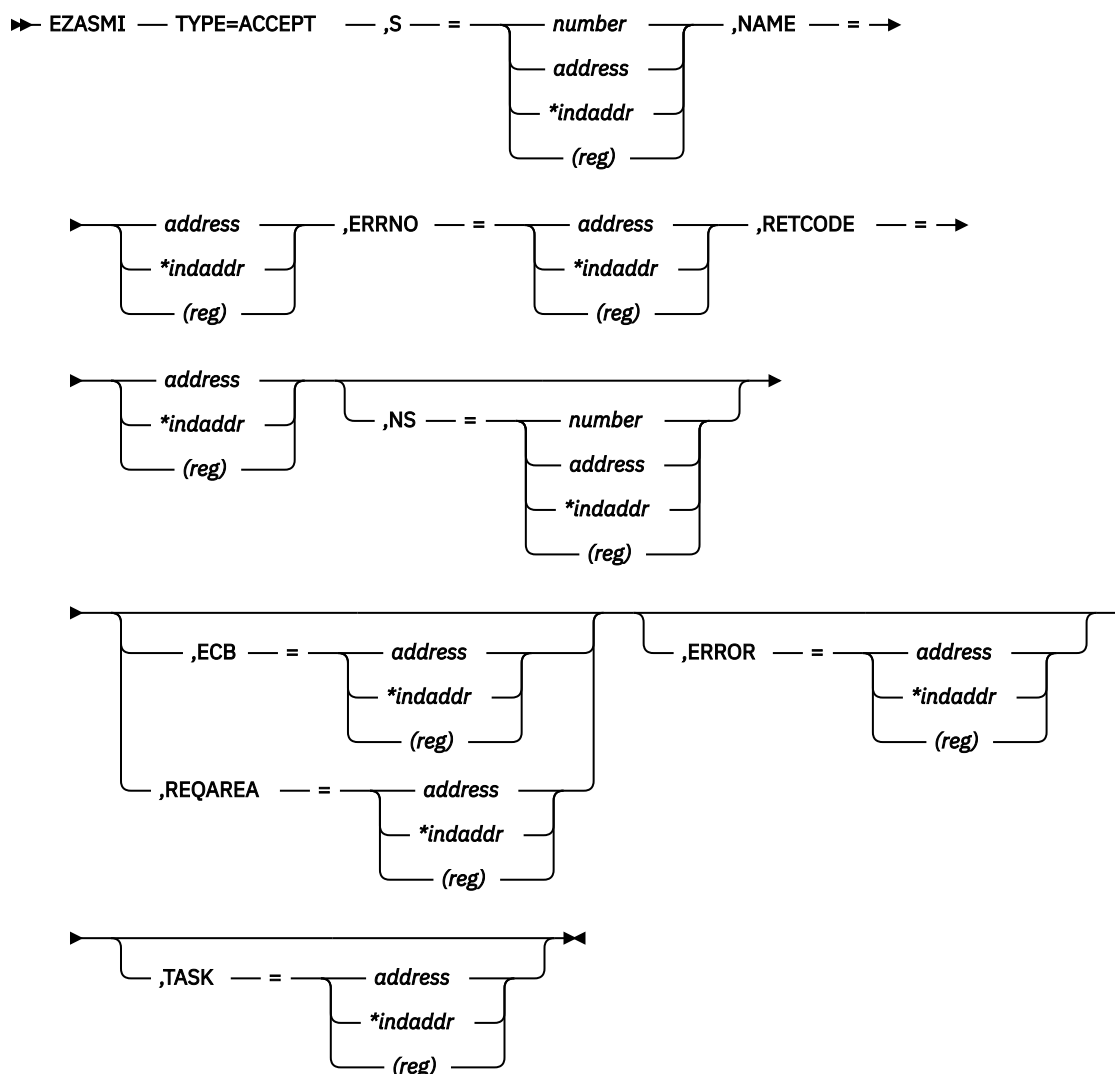 EZASMI TYPE=ACCEPT ,S = number ,NAME =
address
*indaddr
(reg)
address ,ERRNO = address ,RETCODE =
*indaddr *indaddr
(reg) (reg)
address
*indaddr ,NS = number
(reg) address
*indaddr
(reg)
,ECB = address ,ERROR = address
*indaddr *indaddr
(reg) (reg)
,REQAREA = address
*indaddr
(reg)
,TASK = address
*indaddr
(reg)